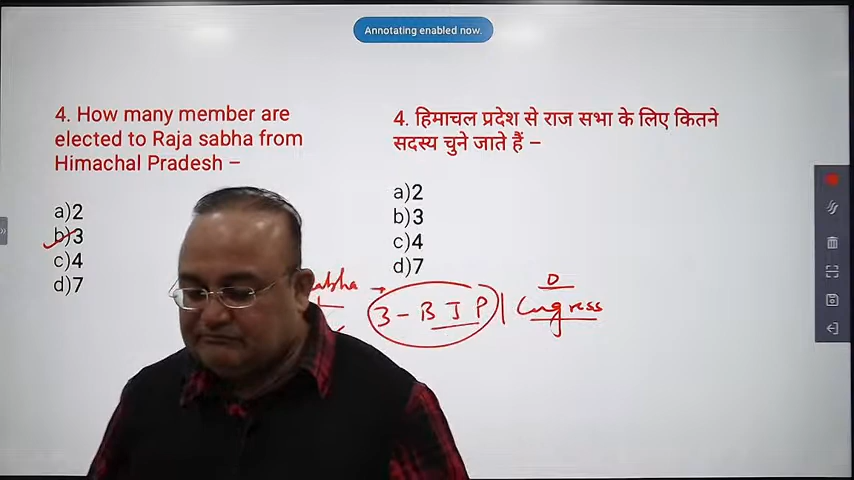 Annotating enabled now.
4. How many member are
elected to Raja sabha from
Himachal Pradesh –
a)2
b)3
c)4
d)7
4. हिमाचल प्रदेश से राज सभा के लिए कितने
सदस्य चुने जाते हैं –
a)2
b)3
c)4
d)7
3 - BJP | Congress
0